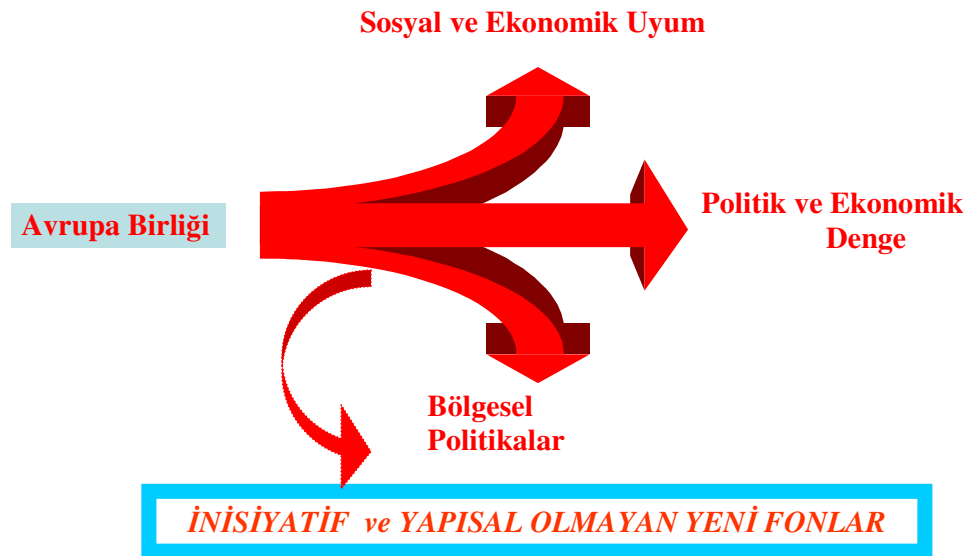 Sosyal ve Ekonomik Uyum
Avrupa Birliği
Politik ve Ekonomik
Denge
Bölgesel
Politikalar
İNİSİYATİF ve YAPISAL OLMAYAN YENİ FONLAR